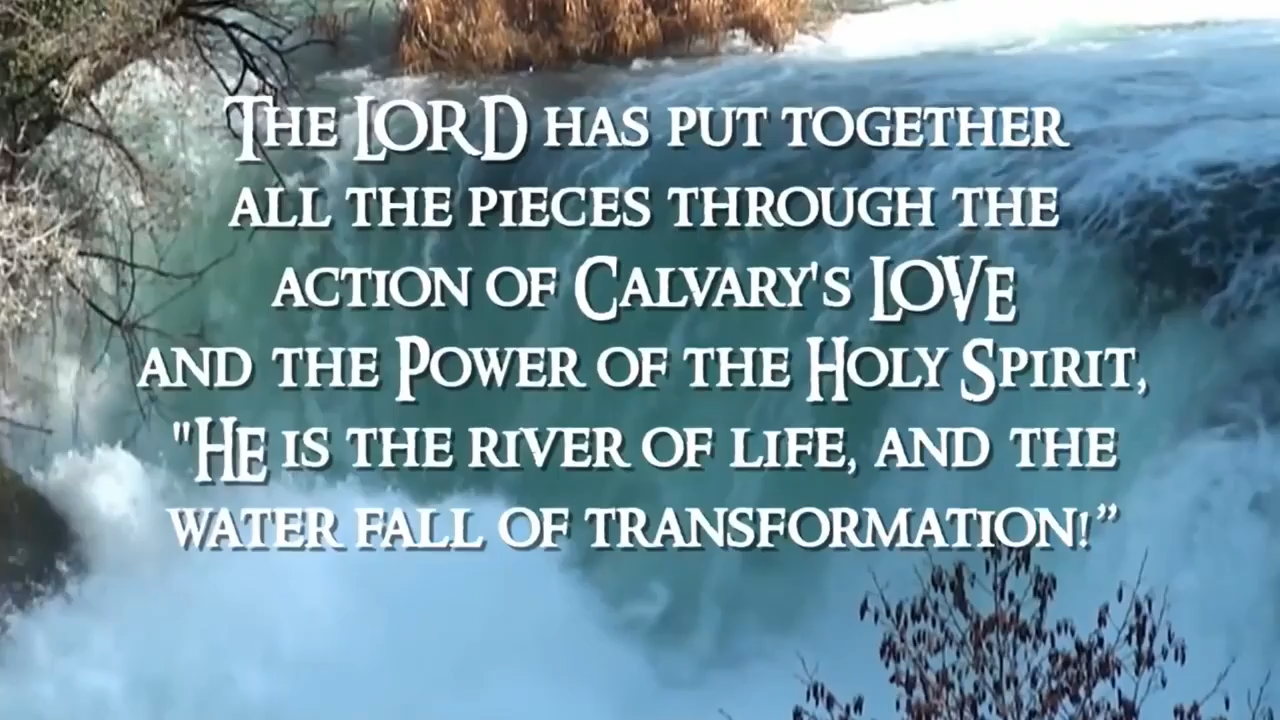 The LORD has put together
all the pieces through the
action of Calvary's LOVE
and the Power of the Holy Spirit,
"HE is the river of life, and the
water fall of transformation!”